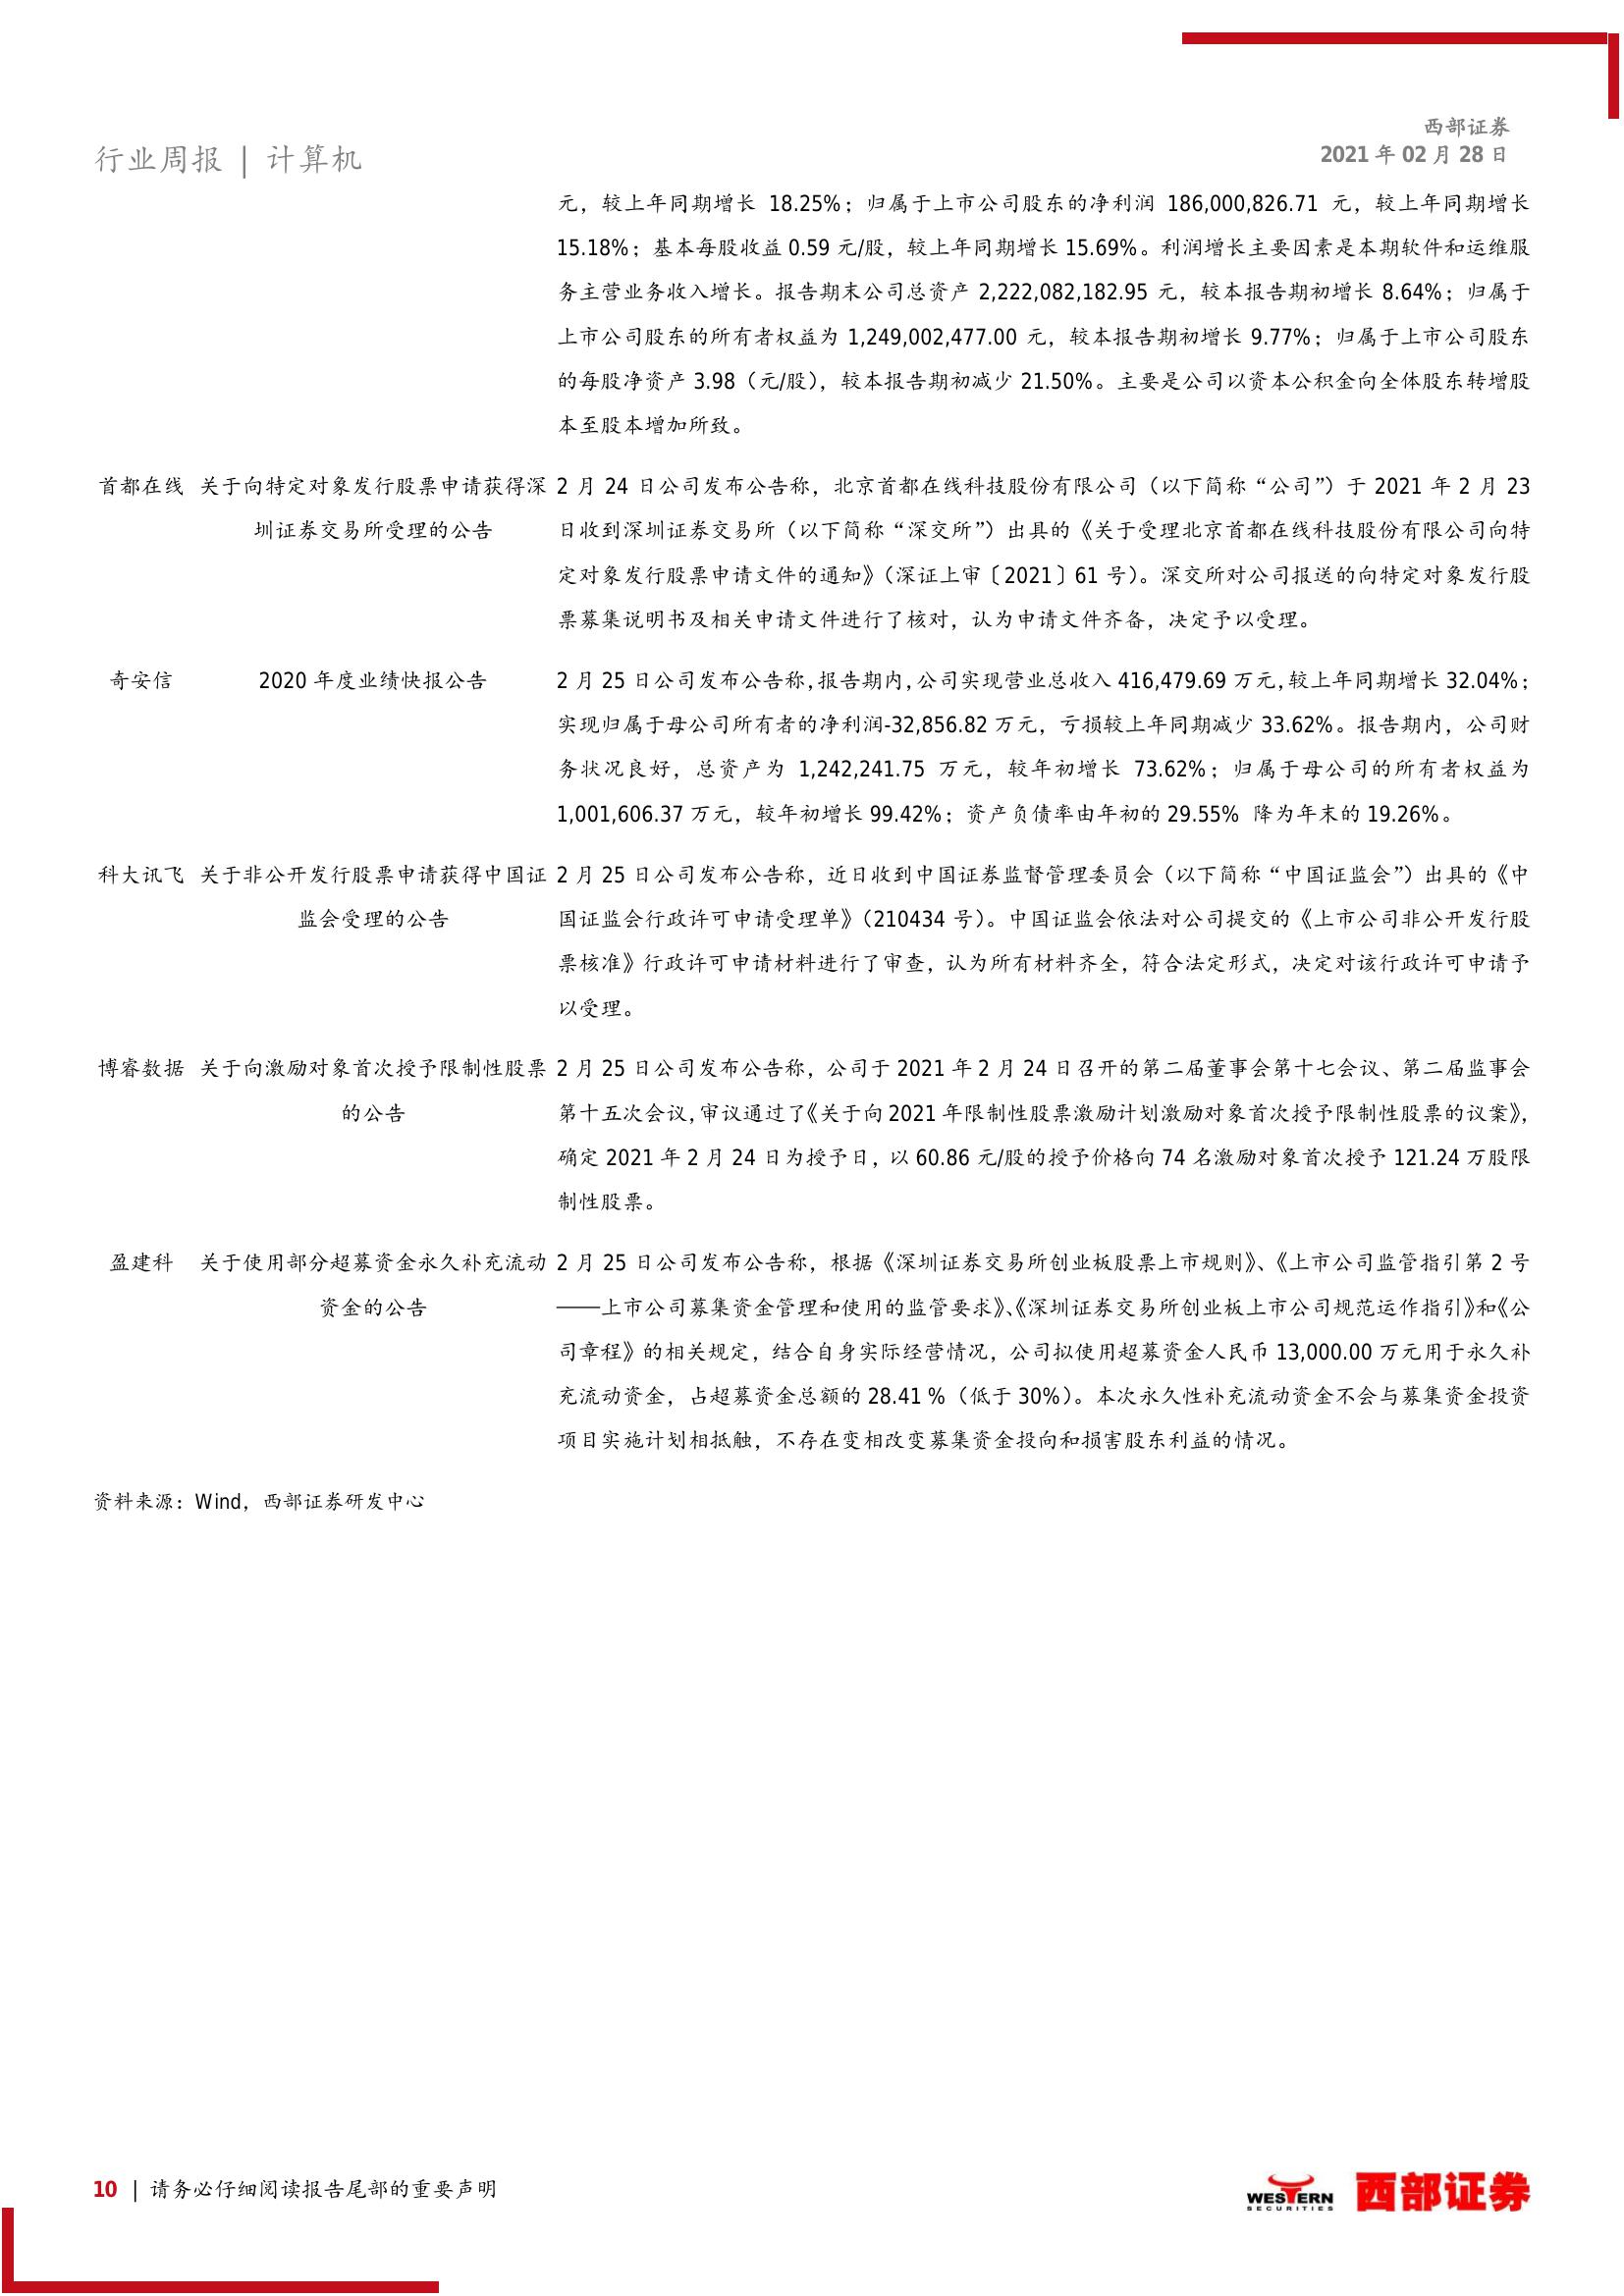 西部证券
行业周报 | 计算机
2021 年 02 月 28 日
元，较上年同期增长 18.25%；归属于上市公司股东的净利润 186,000,826.71 元，较上年同期增长
15.18%；基本每股收益 0.59 元/股，较上年同期增长 15.69%。利润增长主要因素是本期软件和运维服
务主营业务收入增长。报告期末公司总资产 2,222,082,182.95 元，较本报告期初增长 8.64%；归属于
上市公司股东的所有者权益为 1,249,002,477.00 元，较本报告期初增长 9.77%；归属于上市公司股东
的每股净资产 3.98（元/股），较本报告期初减少 21.50%。主要是公司以资本公积金向全体股东转增股
本至股本增加所致。
首都在线 关于向特定对象发行股票申请获得深 2 月 24 日公司发布公告称，北京首都在线科技股份有限公司（以下简称“公司”）于 2021 年 2 月 23
圳证券交易所受理的公告 日收到深圳证券交易所（以下简称“深交所”）出具的《关于受理北京首都在线科技股份有限公司向特
定对象发行股票申请文件的通知》（深证上审〔2021〕61 号）。深交所对公司报送的向特定对象发行股
票募集说明书及相关申请文件进行了核对，认为申请文件齐备，决定予以受理。
奇安信 2020 年度业绩快报公告 2 月 25 日公司发布公告称，报告期内，公司实现营业总收入 416,479.69 万元，较上年同期增长 32.04%；
实现归属于母公司所有者的净利润-32,856.82 万元，亏损较上年同期减少 33.62%。报告期内，公司财
务状况良好，总资产为 1,242,241.75 万元，较年初增长 73.62%；归属于母公司的所有者权益为
1,001,606.37 万元，较年初增长 99.42%；资产负债率由年初的 29.55% 降为年末的 19.26%。
科大讯飞 关于非公开发行股票申请获得中国证 2 月 25 日公司发布公告称，近日收到中国证券监督管理委员会（以下简称“中国证监会”）出具的《中
监会受理的公告 国证监会行政许可申请受理单》（210434 号）。中国证监会依法对公司提交的《上市公司非公开发行股
票核准》行政许可申请材料进行了审查，认为所有材料齐全，符合法定形式，决定对该行政许可申请予
以受理。
博睿数据 关于向激励对象首次授予限制性股票 2 月 25 日公司发布公告称，公司于 2021 年 2 月 24 日召开的第二届董事会第十七会议、第二届监事会
的公告 第十五次会议，审议通过了《关于向 2021 年限制性股票激励计划激励对象首次授予限制性股票的议案》，
确定 2021 年 2 月 24 日为授予日，以 60.86 元/股的授予价格向 74 名激励对象首次授予 121.24 万股限
制性股票。
盈建科 关于使用部分超募资金永久补充流动 2 月 25 日公司发布公告称，根据《深圳证券交易所创业板股票上市规则》、《上市公司监管指引第 2 号
资金的公告 ——上市公司募集资金管理和使用的监管要求》、《深圳证券交易所创业板上市公司规范运作指引》和《公
司章程》的相关规定，结合自身实际经营情况，公司拟使用超募资金人民币 13,000.00 万元用于永久补
充流动资金，占超募资金总额的 28.41 %（低于 30%）。本次永久性补充流动资金不会与募集资金投资
项目实施计划相抵触，不存在变相改变募集资金投向和损害股东利益的情况。
资料来源：Wind，西部证券研发中心
10 | 请务必仔细阅读报告尾部的重要声明
WESTERN
SECURITIES
西部证券